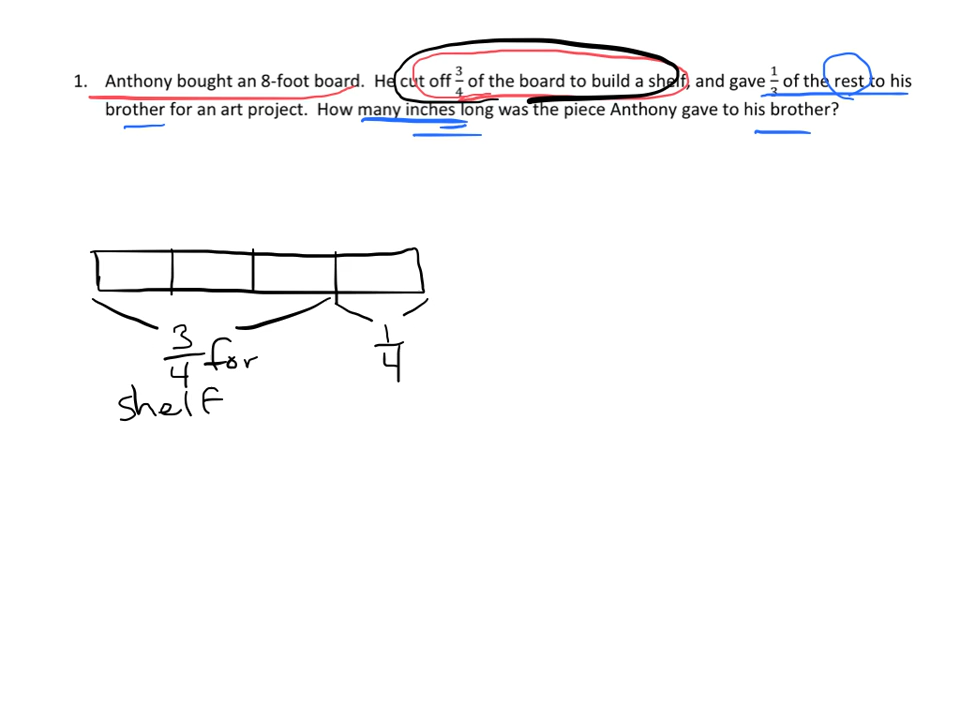 1. Anthony bought an 8-foot board. He cut off 3/4 of the board to build a shelf, and gave 1/3 of the rest to his
brother for an art project. How many inches long was the piece Anthony gave to his brother?
3/4 for 1/4
shelf